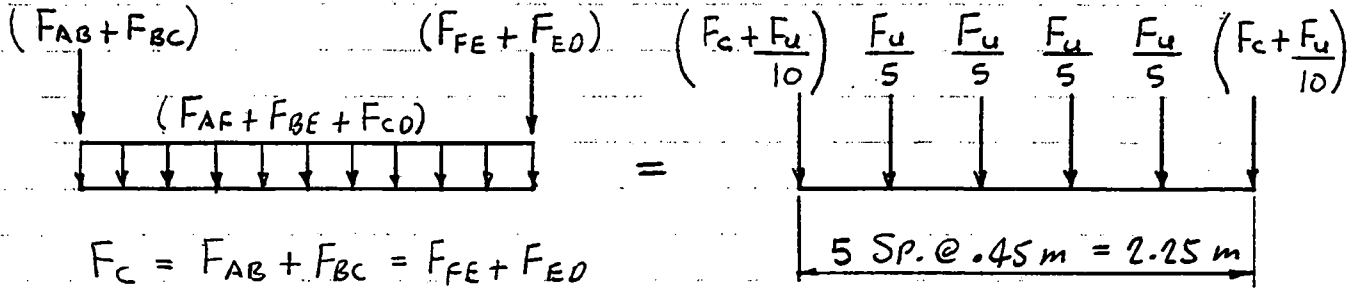 (FAB + FBC) (FFE + FED) (Fc + Fu/10) Fu/5 Fu/5 Fu/5 Fu/5 (Fc + Fu/10)
(FAF + FBE + FCD)
=
FC = FAB + FBC = FFE + FED
5 Sp. @ .45 m = 2.25 m